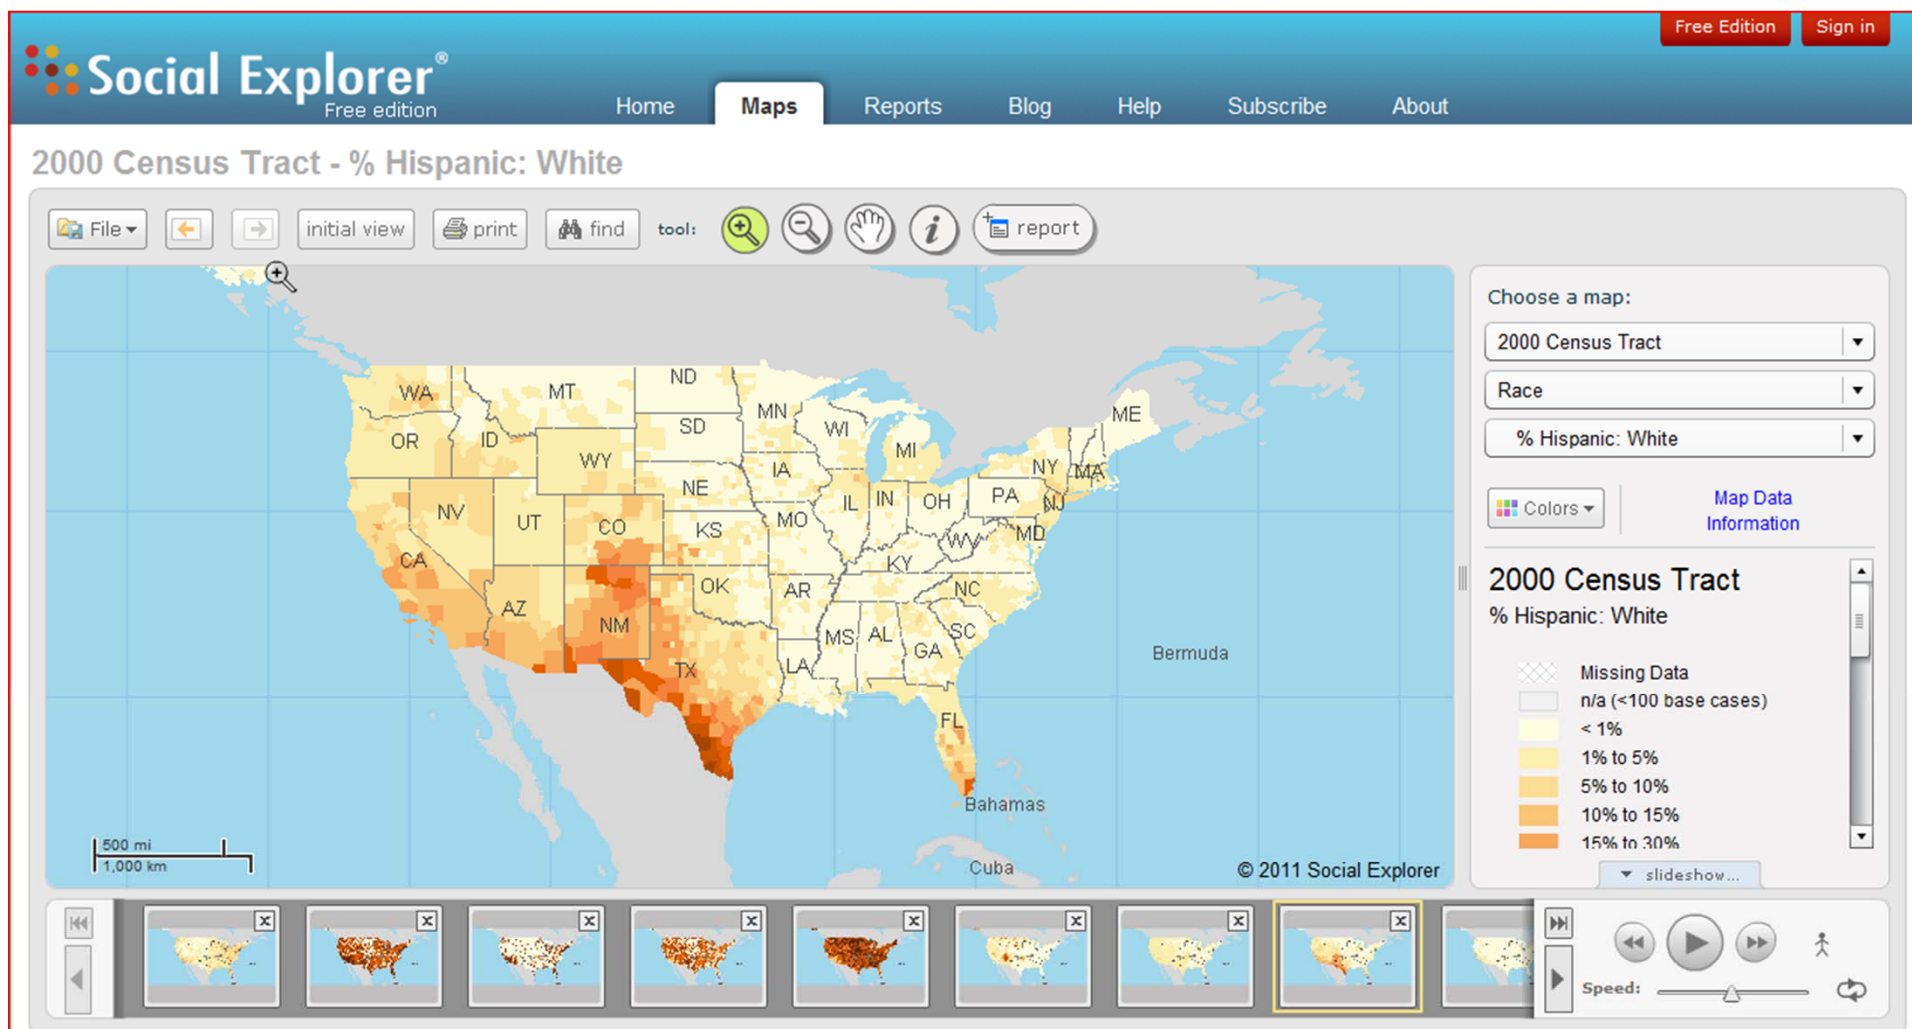 Free Edition
Sign in
Social Explorer®
Free edition
Home
Maps
Reports
Blog
Help
Subscribe
About
2000 Census Tract - % Hispanic: White
File
initial view
print
find
tool:
i
report
WA
MT
ND
MN
ME
OR
ID
SD
WI
MI
WY
IA
NY
MA
NE
NV
UT
CO
IL
IN
OH
PA
NJ
KS
MO
WV
MD
CA
KY
OK
AR
NC
AZ
NM
MS
AL
SC
GA
TX
LA
FL
Bermuda
Bahamas
Cuba
500 mi
1,000 km
© 2011 Social Explorer
Choose a map:
2000 Census Tract
Race
% Hispanic: White
Colors
Map Data
Information
2000 Census Tract
% Hispanic: White
Missing Data
n/a (<100 base cases)
< 1%
1% to 5%
5% to 10%
10% to 15%
15% to 30%
slideshow...
x
x
x
x
x
x
x
x
Speed: